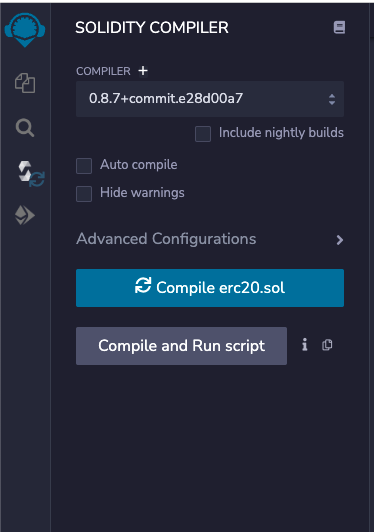 SOLIDITY COMPILER
COMPILER +
0.8.7+commit.e28d00a7
Include nightly builds
Auto compile
Hide warnings
Advanced Configurations
Compile erc20.sol
Compile and Run script